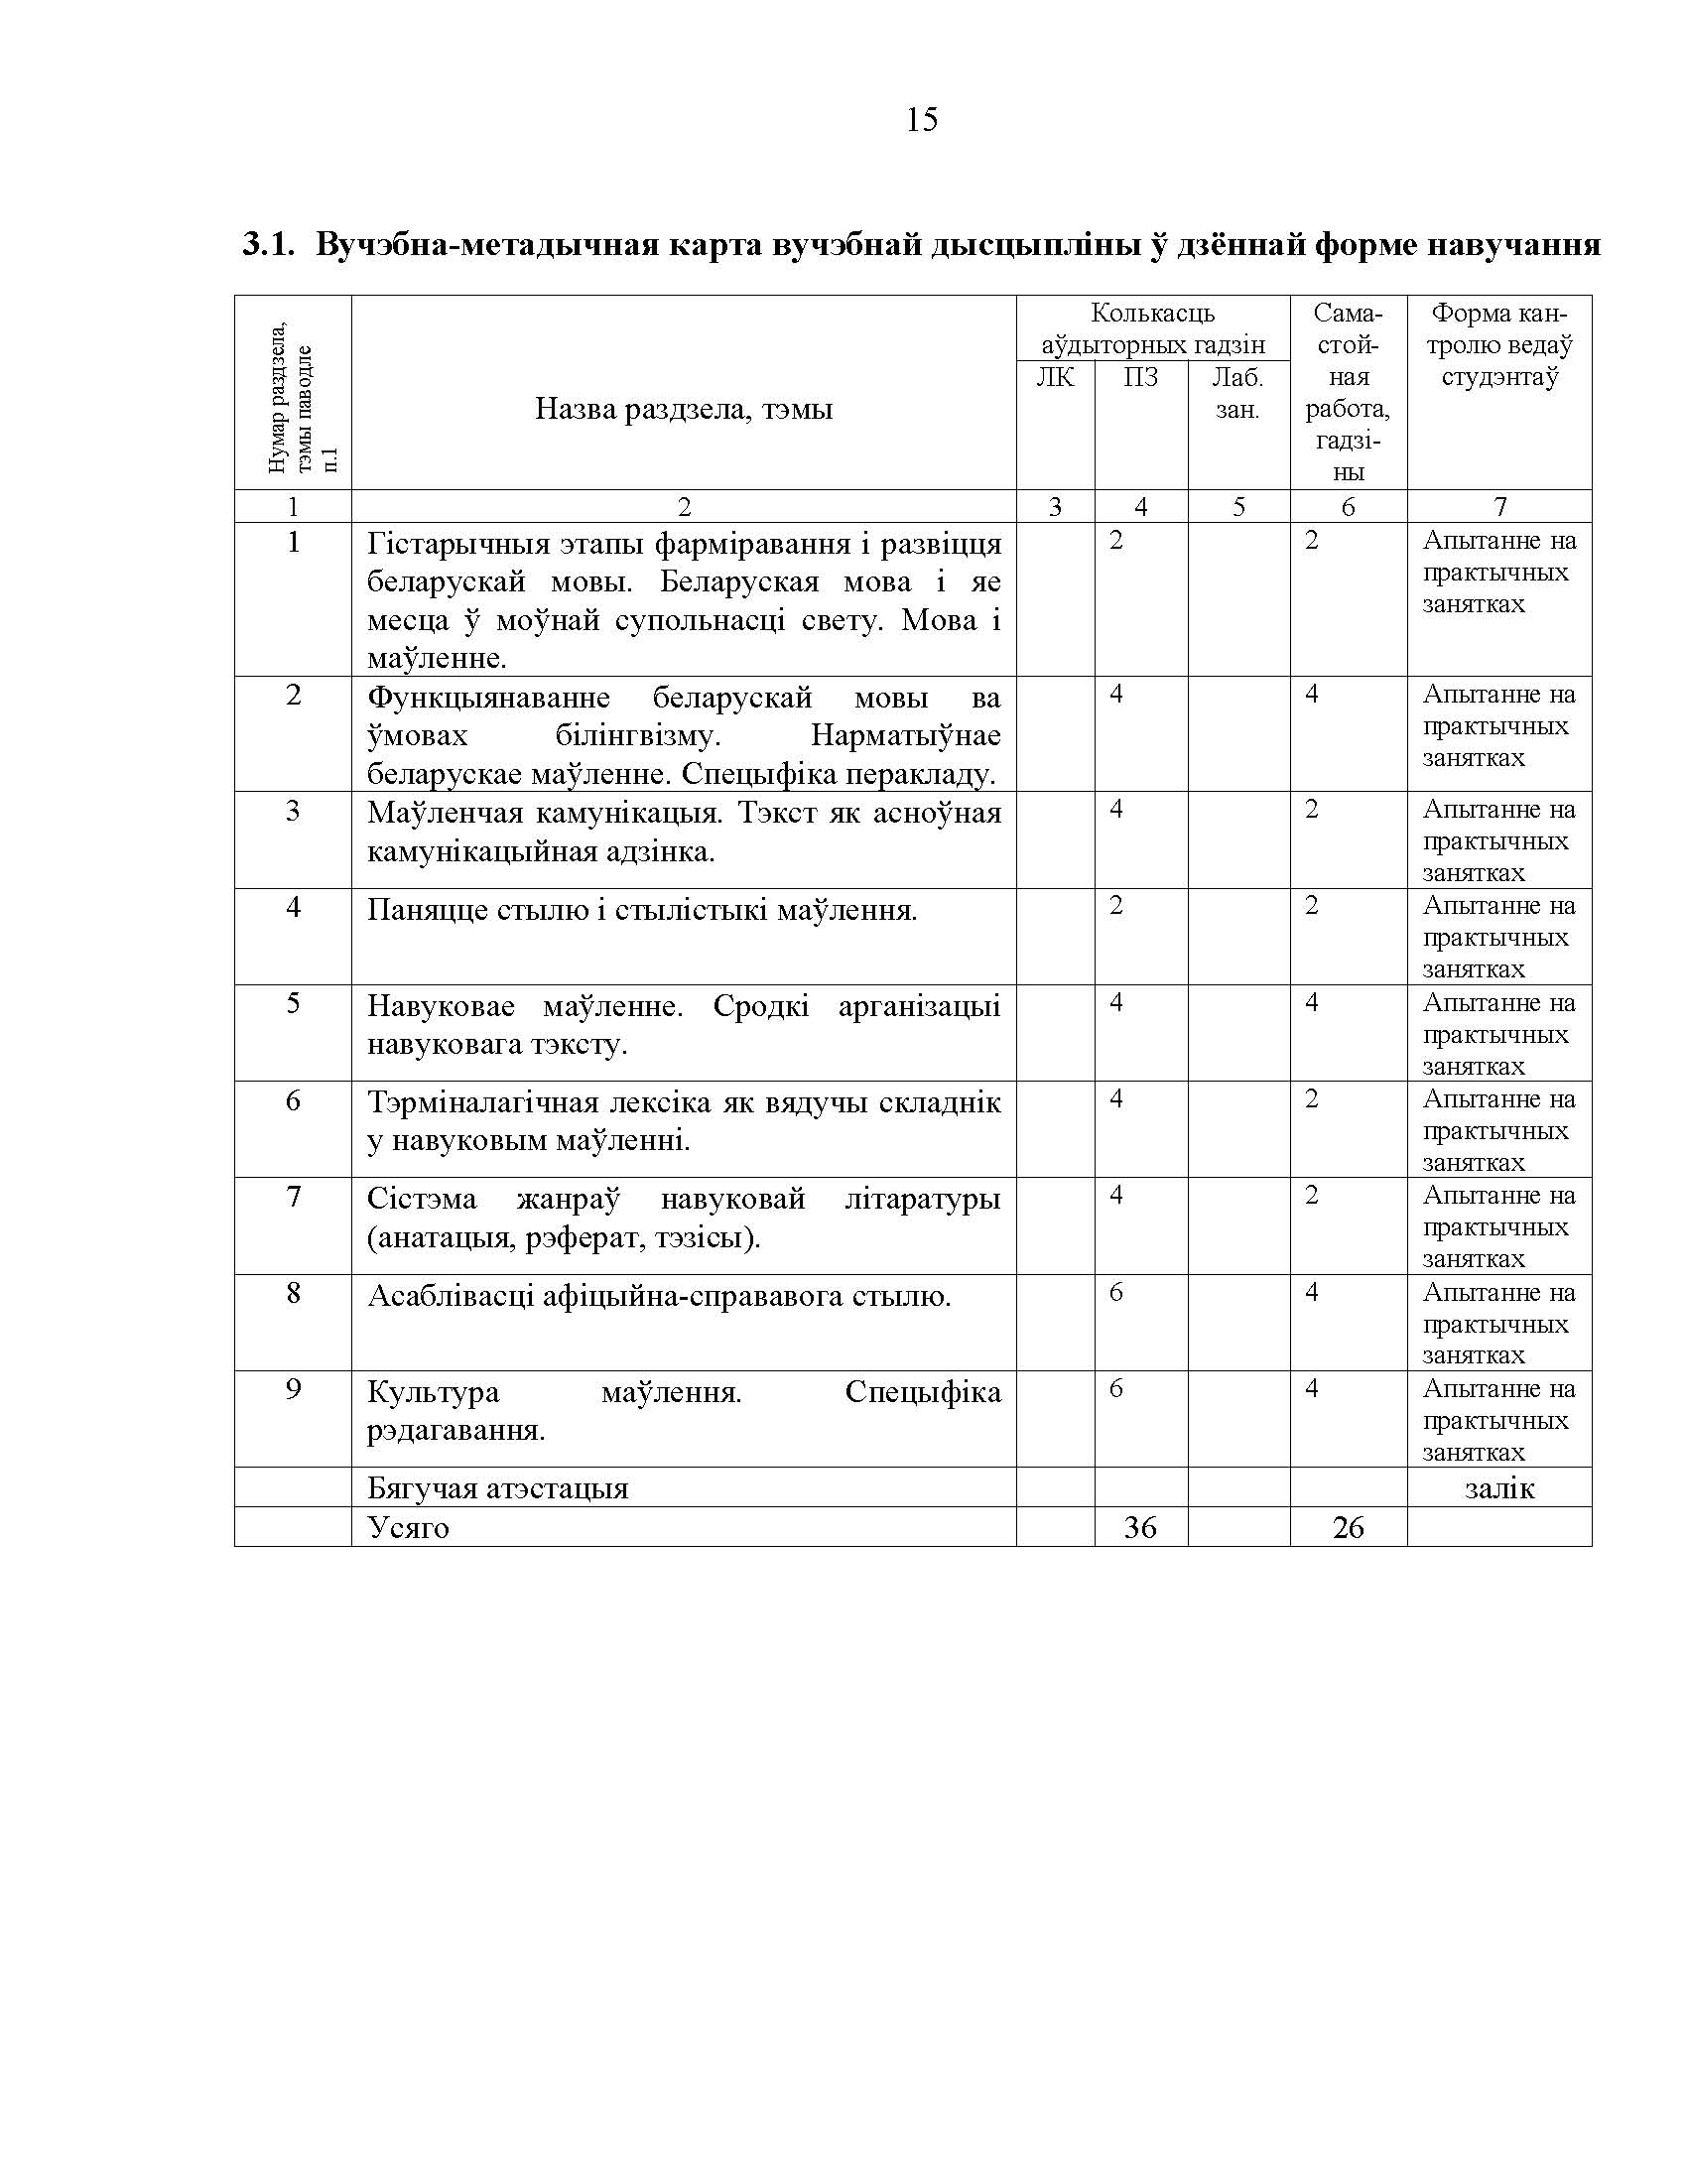 15
3.1. Вучэбна-метадычная карта вучэбнай дысцыпліны ў дзённай форме навучання
Нумар раздзела,
тэмы паводле
п.1
Назва раздзела, тэмы
Колькасць
аўдыторных гадзін
ЛК
ПЗ
Лаб.
зан.
Сама-
стой-
ная
работа,
гадзі-
ны
Форма кан-
тролю ведаў
студэнтаў
1 2 3 4 5 6 7
1
Гістарычныя этапы фарміравання і развіцця
беларускай мовы. Беларуская мова і яе
месца ў моўнай супольнасці свету. Мова і
маўленне.
2
2
Апытанне на
практычных
занятках
2
Функцыянаванне беларускай мовы ва
ўмовах білінгвізму. Нарматыўнае
беларускае маўленне. Спецыфіка перакладу.
4
4
Апытанне на
практычных
занятках
3
Маўленчая камунікацыя. Тэкст як асноўная
камунікацыйная адзінка.
4
2
Апытанне на
практычных
занятках
4
Паняцце стылю і стылістыкі маўлення.
2
2
Апытанне на
практычных
занятках
5
Навуковае маўленне. Сродкі арганізацыі
навуковага тэксту.
4
4
Апытанне на
практычных
занятках
6
Тэрміналагічная лексіка як вядучы складнік
у навуковым маўленні.
4
2
Апытанне на
практычных
занятках
7
Сістэма жанраў навуковай літаратуры
(анатацыя, рэферат, тэзісы).
4
2
Апытанне на
практычных
занятках
8
Асаблівасці афіцыйна-справавога стылю.
6
4
Апытанне на
практычных
занятках
9
Культура маўлення. Спецыфіка
рэдагавання.
6
4
Апытанне на
практычных
занятках
Бягучая атэстацыя залік
Усяго 36 26